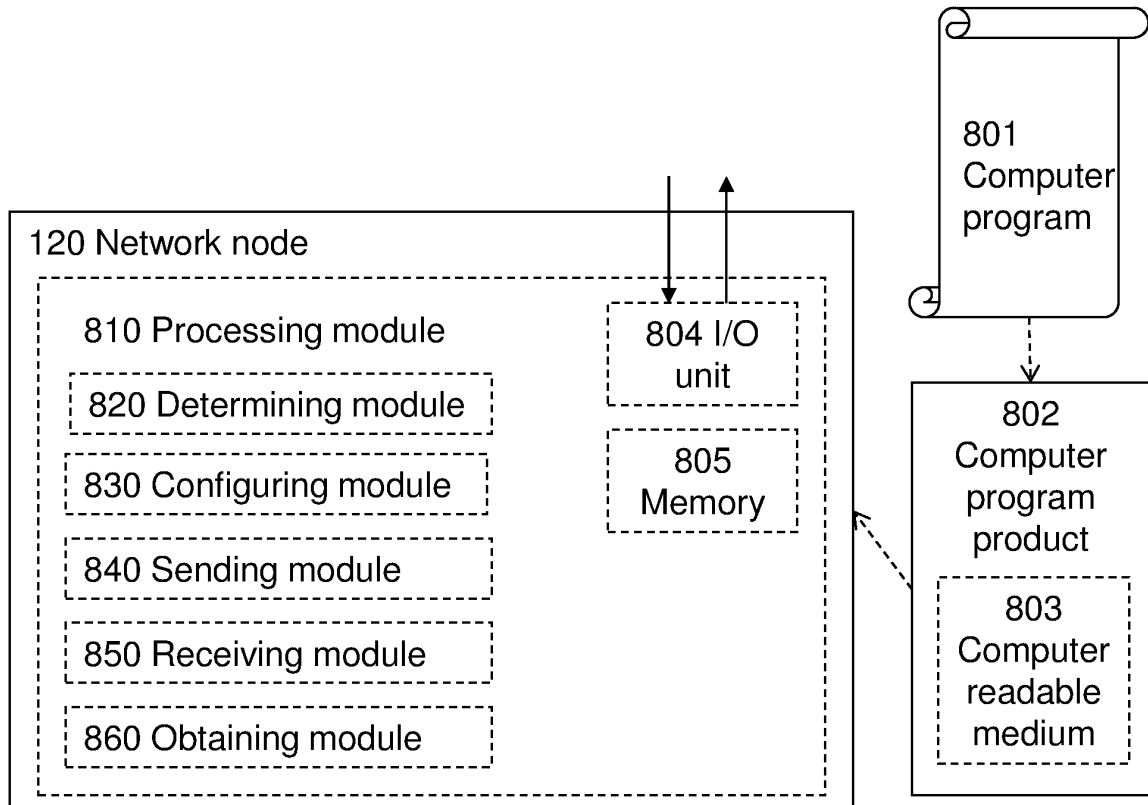 801
Computer
program
120 Network node
810 Processing module
804 I/O
unit
820 Determining module
830 Configuring module
805
Memory
840 Sending module
850 Receiving module
860 Obtaining module
802
Computer
program
product
803
Computer
readable
medium